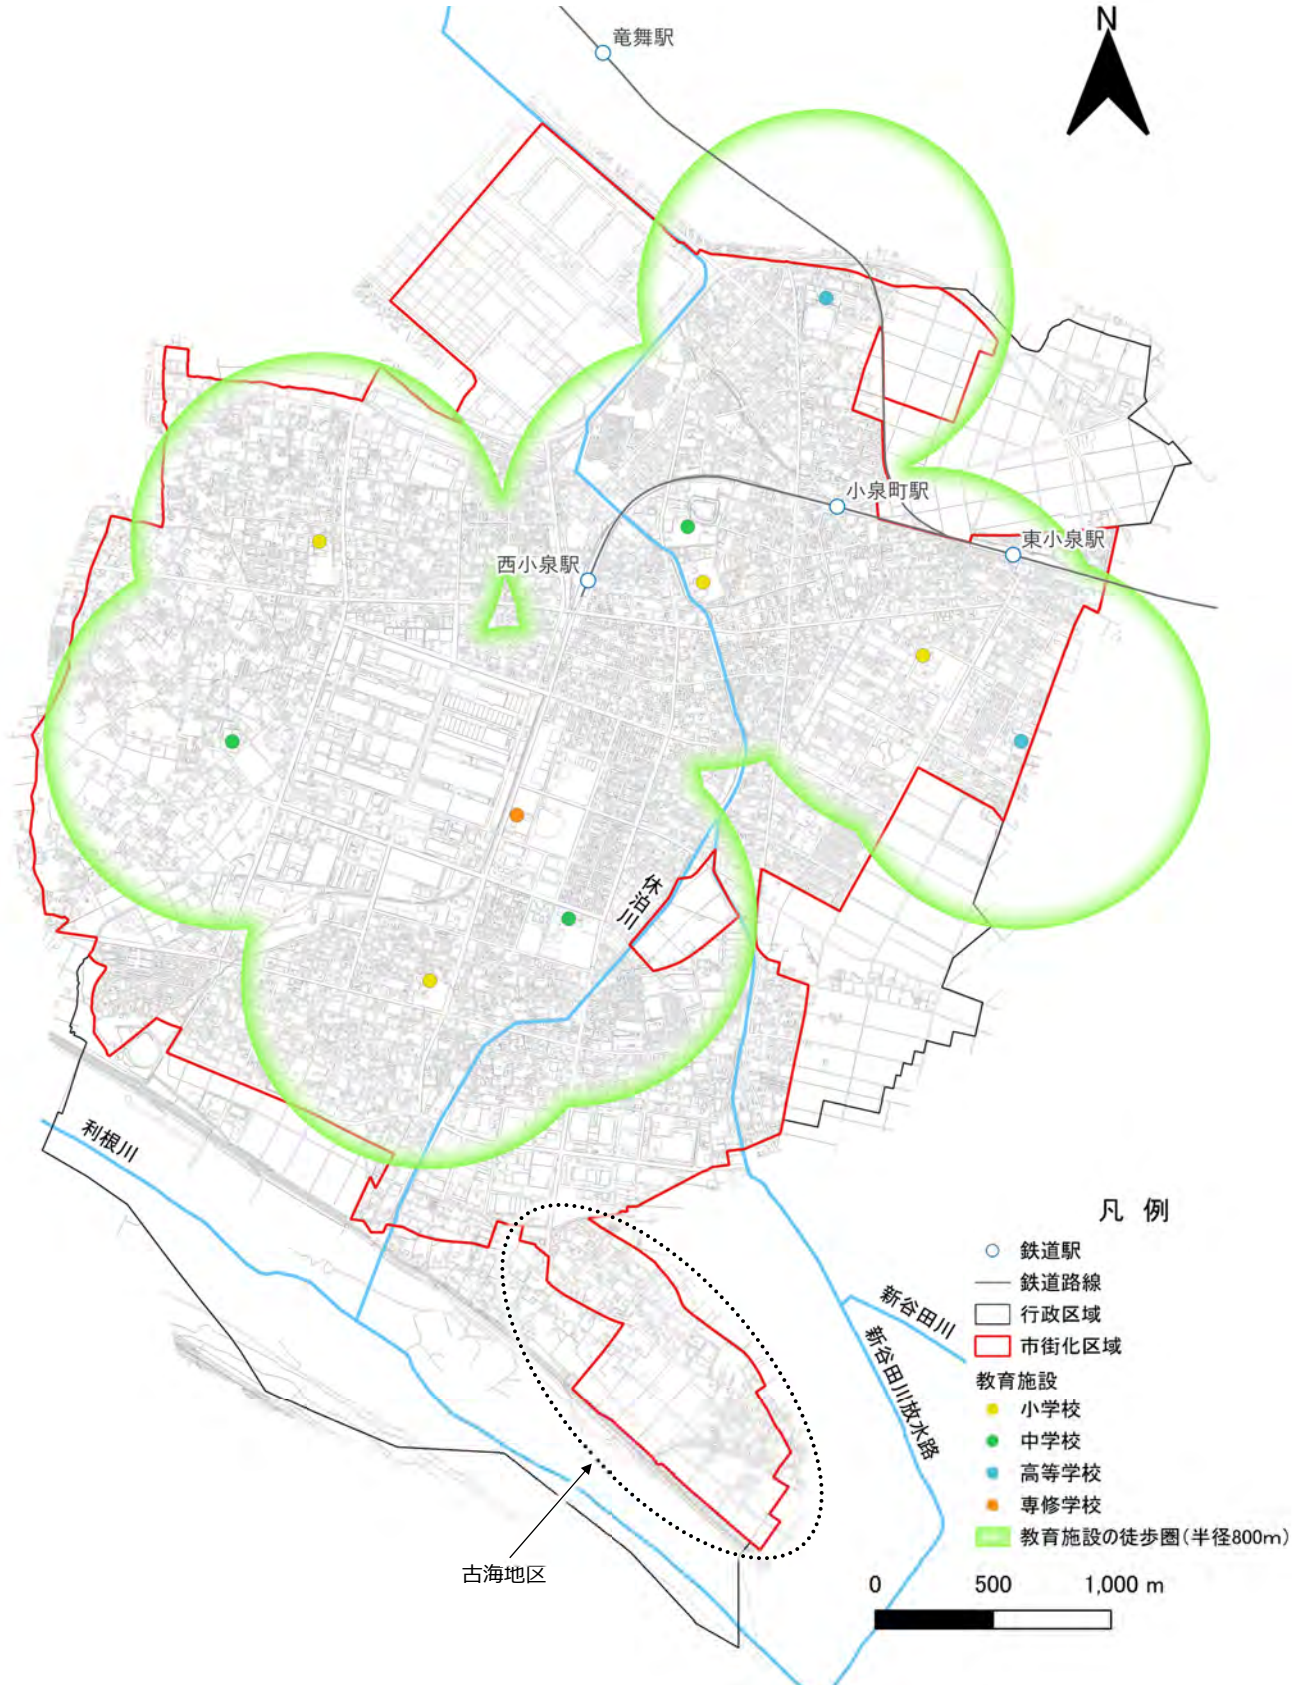 N
竜舞駅
小泉町駅
東小泉駅
西小泉駅
休泊川
利根川
新谷田川
新谷田川放水路
古海地区
凡 例
鉄道駅
鉄道路線
行政区域
市街化区域
教育施設
小学校
中学校
高等学校
専修学校
教育施設の徒歩圏(半径800m)
0 500 1,000 m